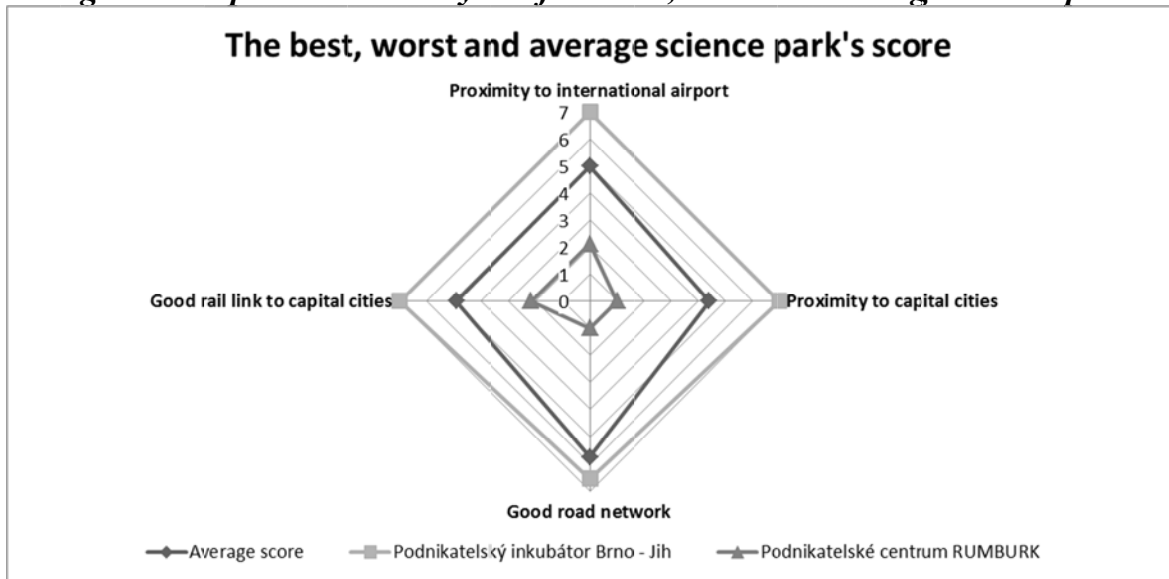 The best, worst and average science park's score
Proximity to international airport
7
6
5
4
3
2
1
0
Good rail link to capital cities
Proximity to capital cities
Good road network
Average score
Podnikatelský inkubátor Brno - Jih
Podnikatelské centrum RUMBURK